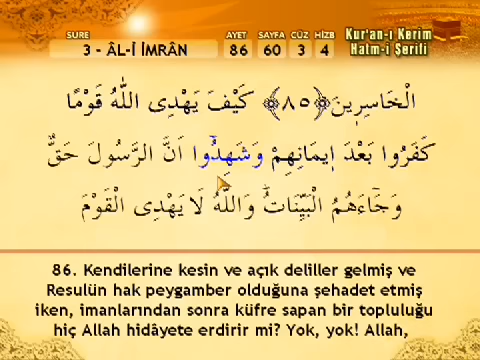 SURE AYET SAYFA CÜZ HİZB Kur'an-ı Kerim
3 - ÂL-İ İMRÂN 86 60 3 4 Hatm-i Şerifi
الْخَاسِرِينَ ﴿٨٥﴾ كَيْفَ يَهْدِى اللّٰهُ قَوْمًا
كَفَرُوا بَعْدَ اِيمَانِهِمْ وَشَهِدُٓوا اَنَّ الرَّسُولَ حَقٌّ
وَجَٓاءَهُمُ الْبَيِّنَاتُۜ وَاللّٰهُ لَا يَهْدِى الْقَوْمَ
86. Kendilerine kesin ve açık deliller gelmiş ve
Resulün hak peygamber olduğuna şehadet etmiş
iken, imanlarından sonra küfre sapan bir topluluğu
hiç Allah hidâyete erdirir mi? Yok, yok! Allah,